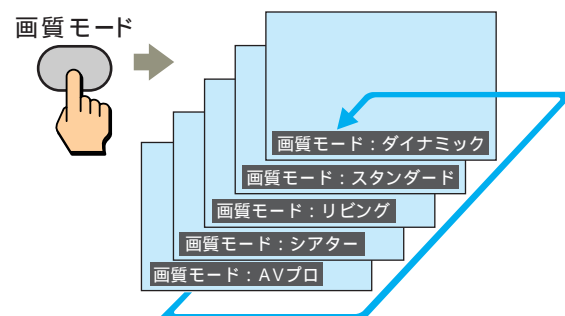 画質モード
画質モード：ダイナミック
画質モード：スタンダード
画質モード：リビング
画質モード：シアター
画質モード：AVプロ